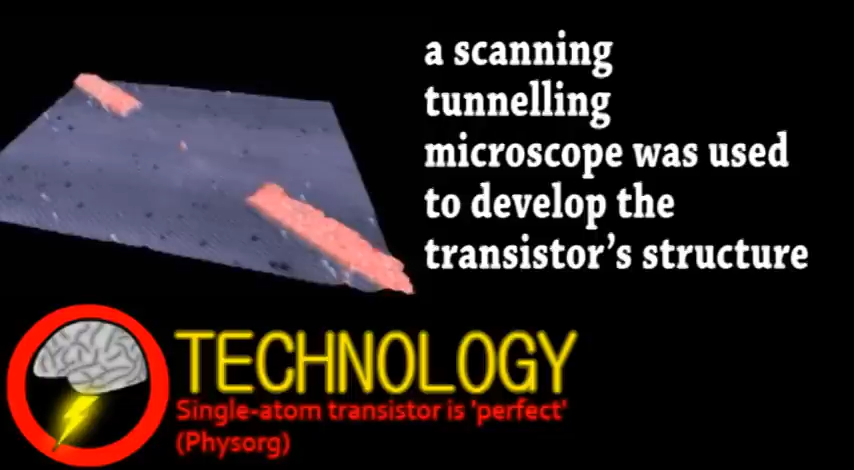 a scanning
tunnelling
microscope was used
to develop the
transistor's structure
TECHNOLOGY
Single-atom transistor is 'perfect'
(Physorg)